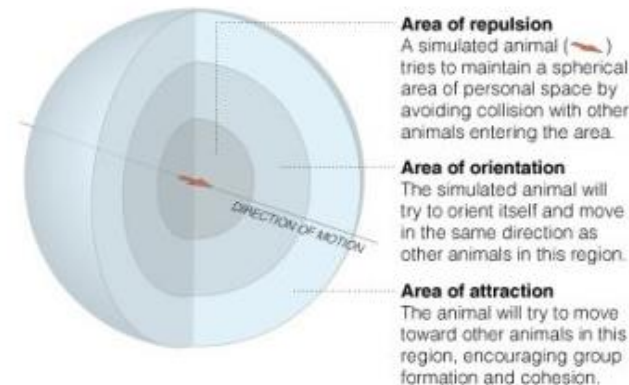 Area of repulsion
A simulated animal ( )
tries to maintain a spherical
area of personal space by
avoiding collision with other
animals entering the area.
Area of orientation
The simulated animal will
try to orient itself and move
in the same direction as
other animals in this region.
Area of attraction
The animal will try to move
toward other animals in this
region, encouraging group
formation and cohesion.
DIRECTION OF MOTION